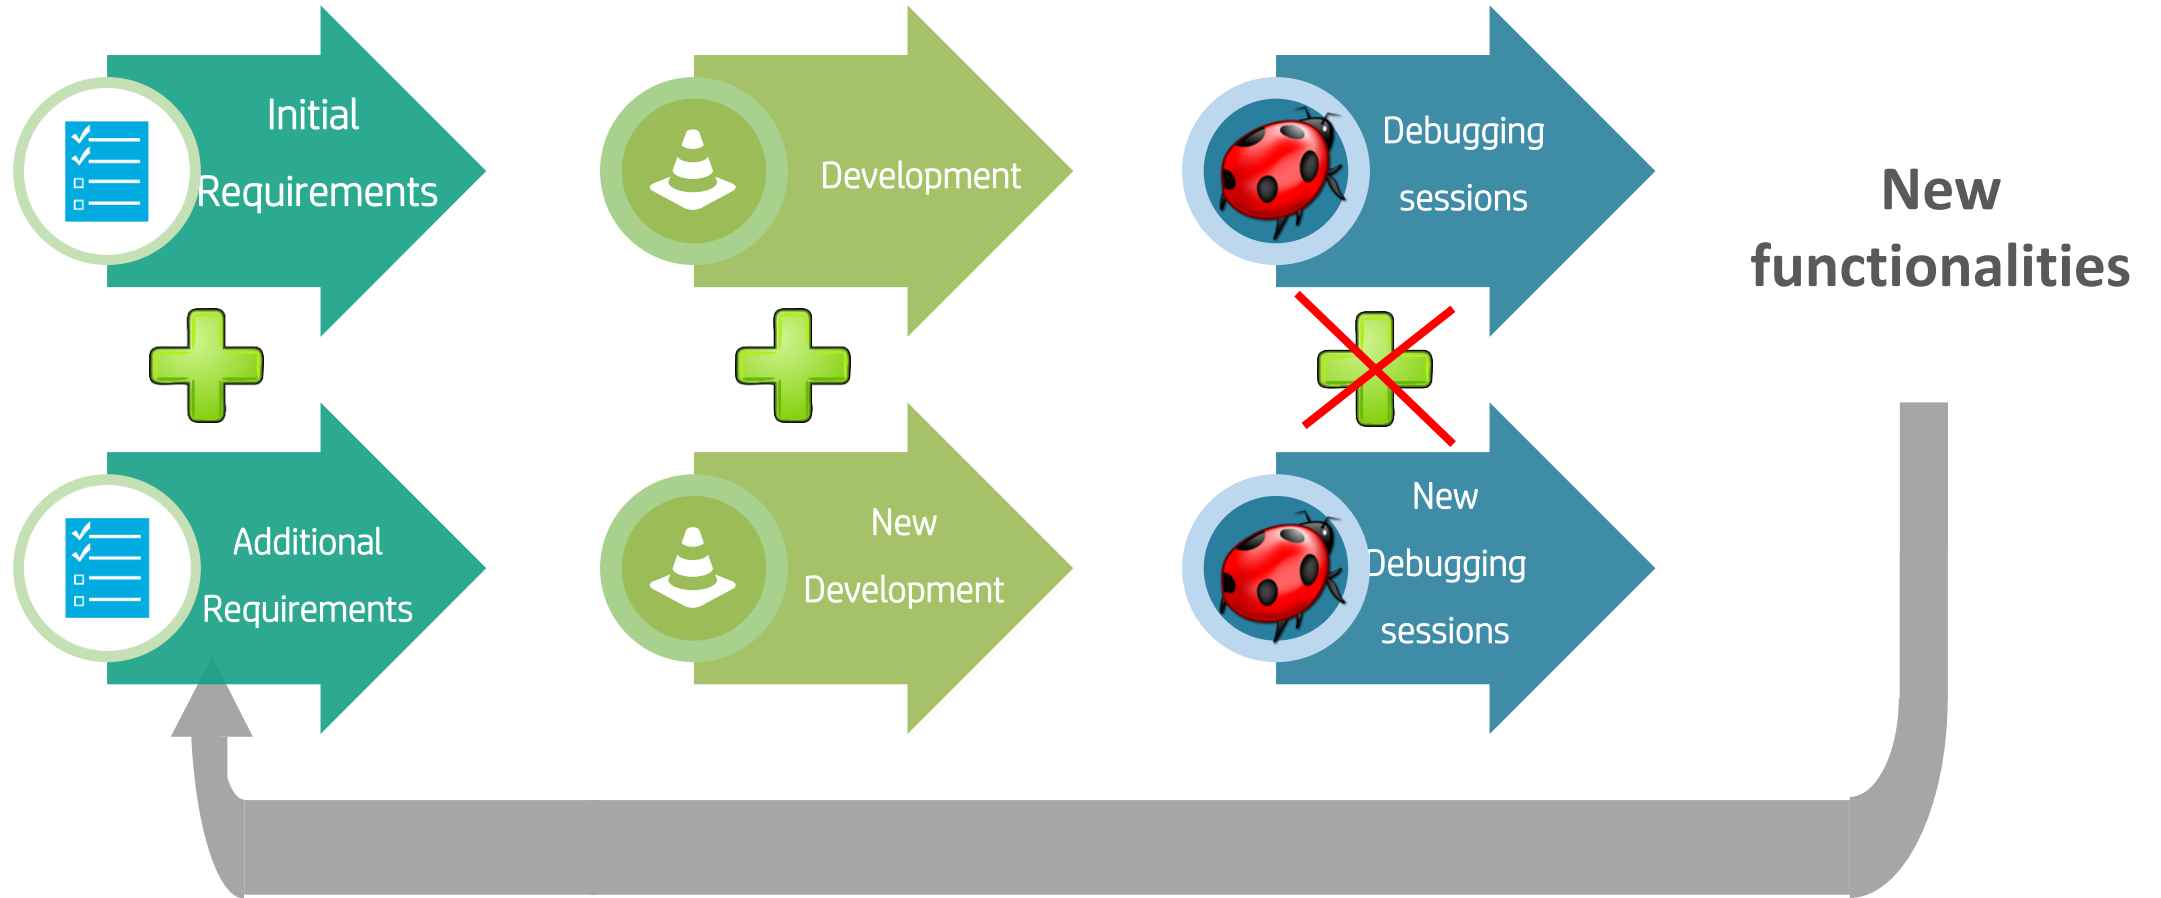 Initial
Requirements
Development
Debugging
sessions
New
functionalities
Additional
Requirements
New
Development
New
Debugging
sessions